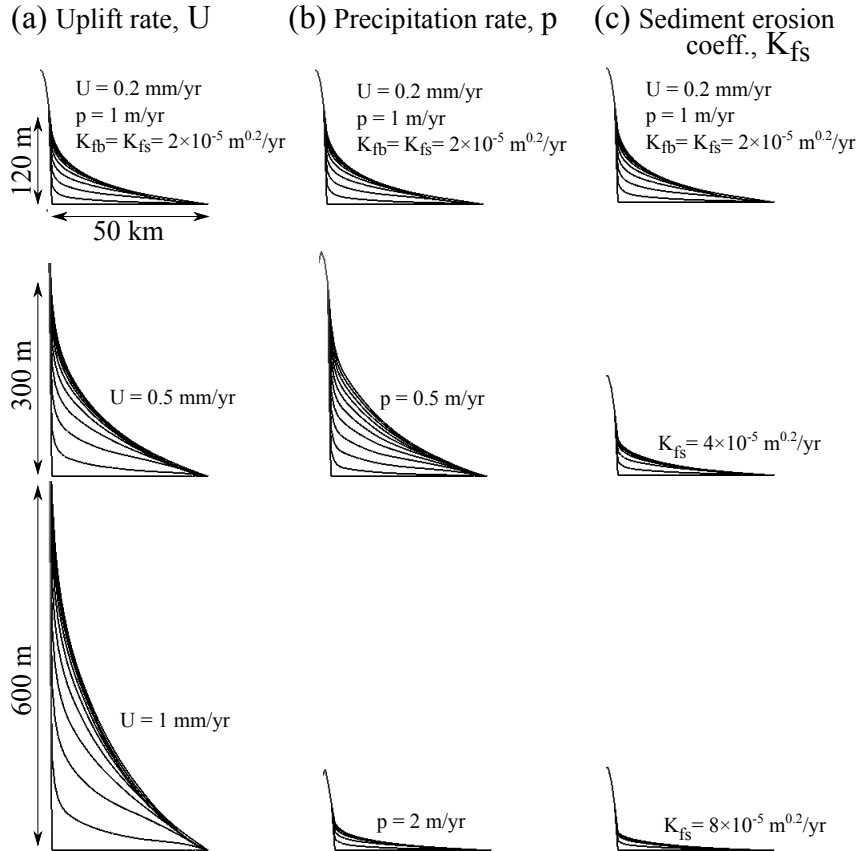 (a) Uplift rate, U
(b) Precipitation rate, p
(c) Sediment erosion
coeff., Kfs
U = 0.2 mm/yr
p = 1 m/yr
Kfb= Kfs= 2×10-5 m0.2/yr
120 m
50 km
U = 0.2 mm/yr
p = 1 m/yr
Kfb= Kfs= 2×10-5 m0.2/yr
U = 0.2 mm/yr
p = 1 m/yr
Kfb= Kfs= 2×10-5 m0.2/yr
300 m
U = 0.5 mm/yr
p = 0.5 m/yr
Kfs= 4×10-5 m0.2/yr
600 m
U = 1 mm/yr
p = 2 m/yr
Kfs= 8×10-5 m0.2/yr